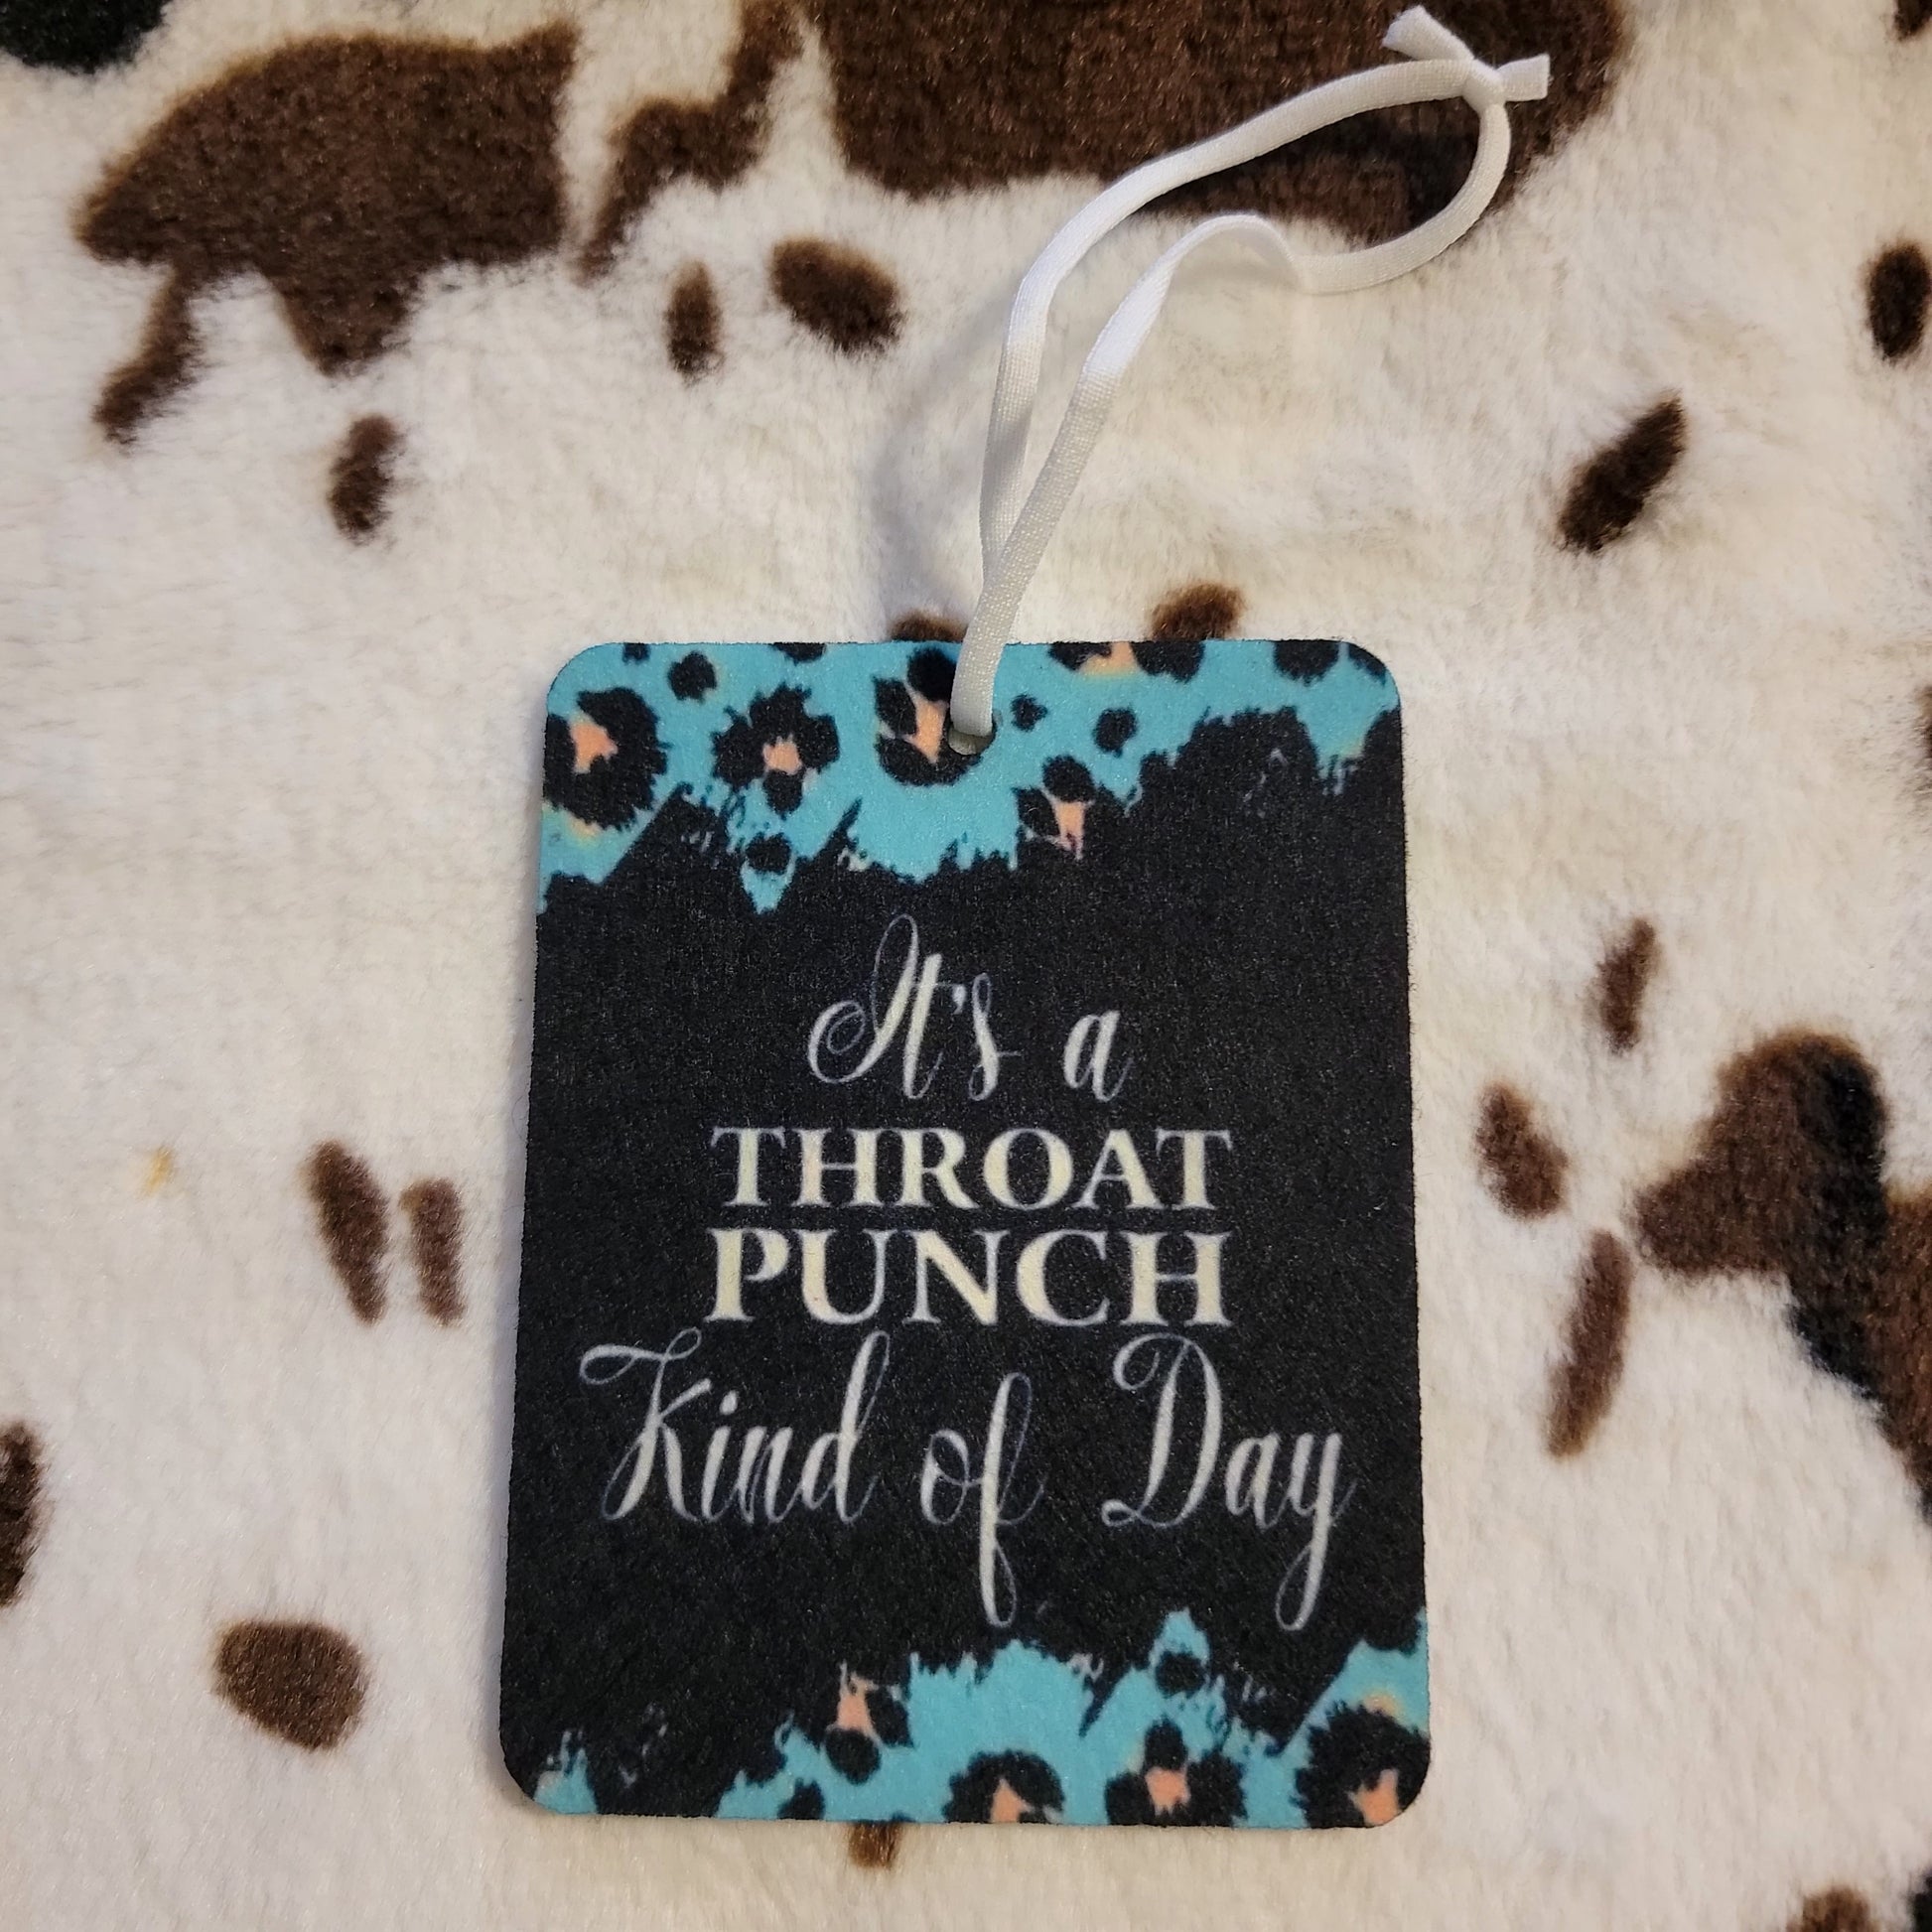 It's a
THROAT
PUNCH
Kind of Day